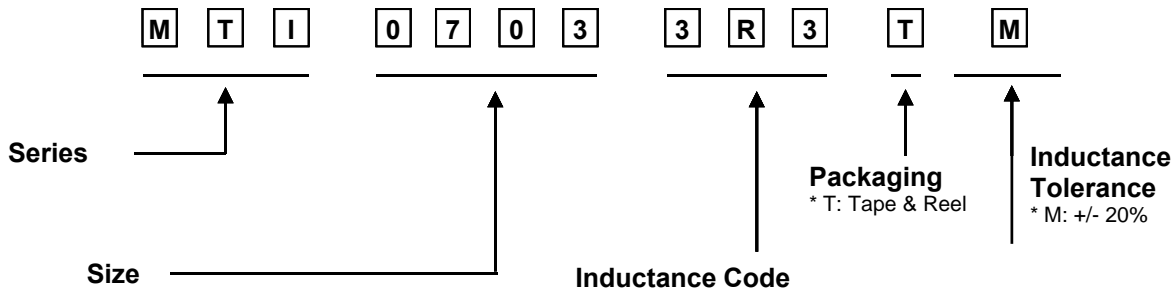 M T I 0 7 0 3 3 R 3 T M
Series
Packaging
* T: Tape & Reel
Inductance
Tolerance
* M: +/- 20%
Size
Inductance Code